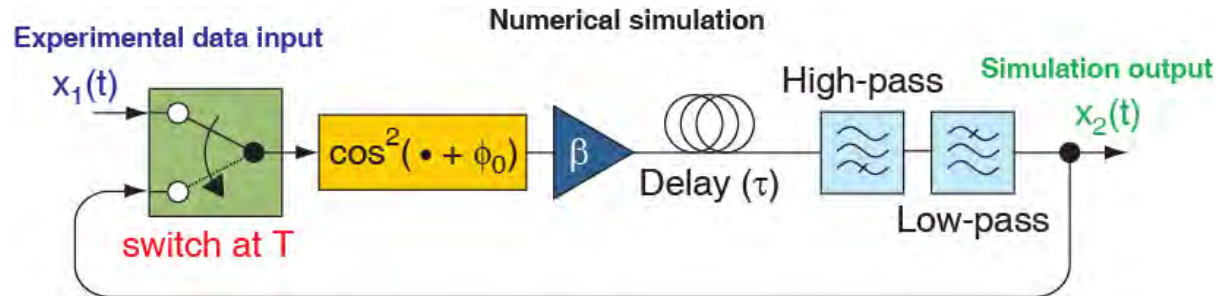 Numerical simulation
Experimental data input
x₁(t)
cos²(• + ϕ₀)
β
Delay (τ)
High-pass
Low-pass
Simulation output
x₂(t)
switch at T